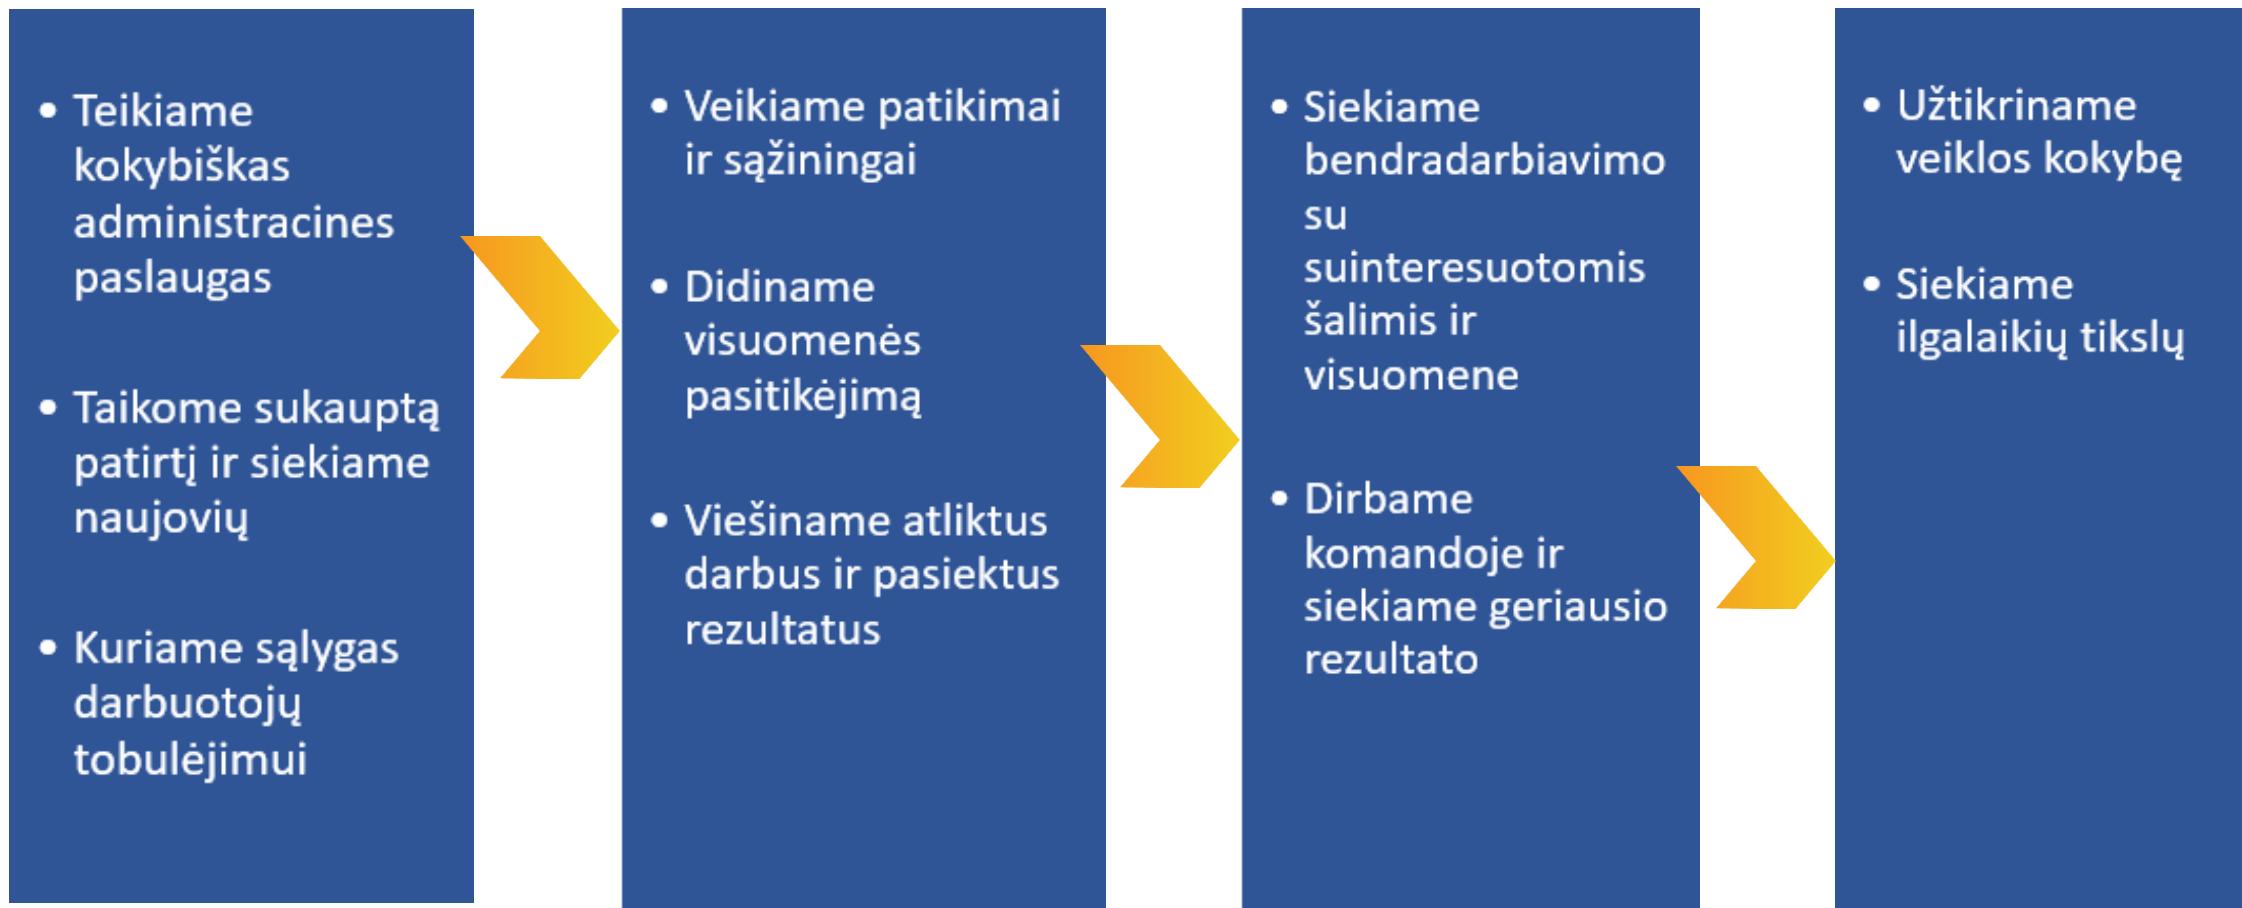 • Teikiame
kokybiškas
administracines
paslaugas
• Taikome sukauptą
patirtį ir siekiame
naujovių
• Kuriame sąlygas
darbuotojų
tobulėjimui
• Veikiame patikimai
ir sąžiningai
• Didiname
visuomenės
pasitikėjimą
• Viešiname atliktus
darbus ir pasiektus
rezultatus
• Siekiame
bendradarbiavimo
su
suinteresuotomis
šalimis ir
visuomene
• Dirbame
komandoje ir
siekiame geriausio
rezultato
• Užtikriname
veiklos kokybę
• Siekiame
ilgalaikių tikslų